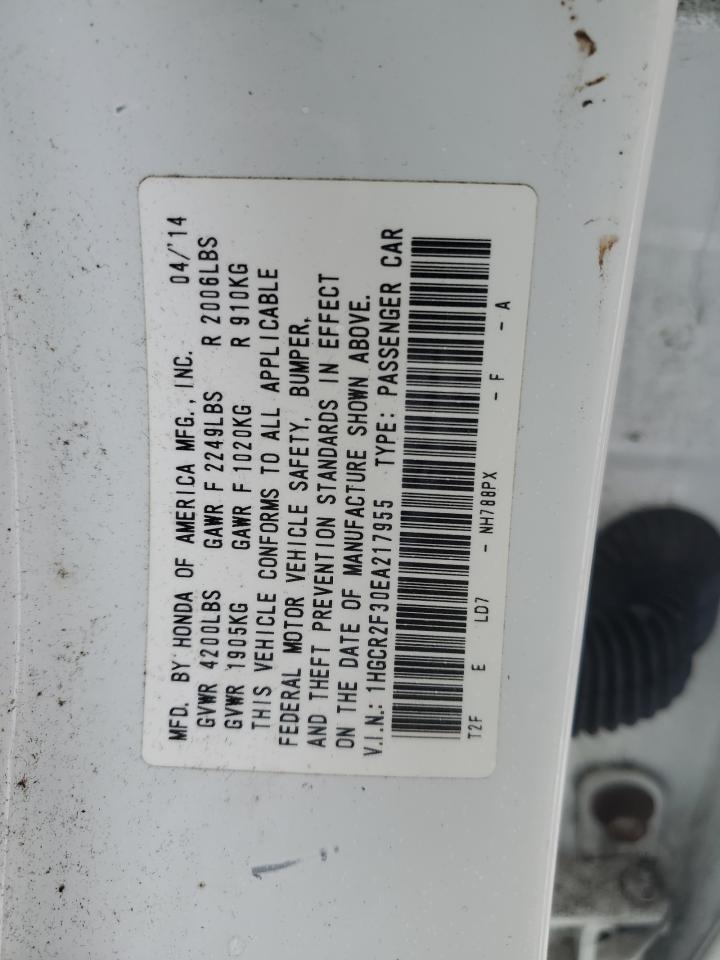 MFD. BY HONDA OF AMERICA MFG., INC. 04/'14
GVWR 4200LBS GAWR F 2249LBS R 2006LBS
GVWR 1905KG GAWR F 1020KG R 910KG
THIS VEHICLE CONFORMS TO ALL APPLICABLE
FEDERAL MOTOR VEHICLE SAFETY, BUMPER,
AND THEFT PREVENTION STANDARDS IN EFFECT
ON THE DATE OF MANUFACTURE SHOWN ABOVE.
V.I.N.: 1HGCR2F30EA217955 TYPE: PASSENGER CAR
T2F E LD7 - NH788PX - F - A